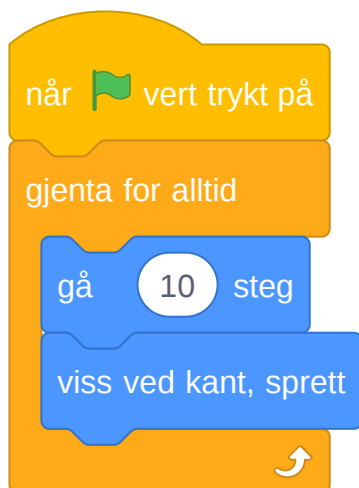 når vert trykt på
gjenta for alltid
gå 10 steg
viss ved kant, sprett